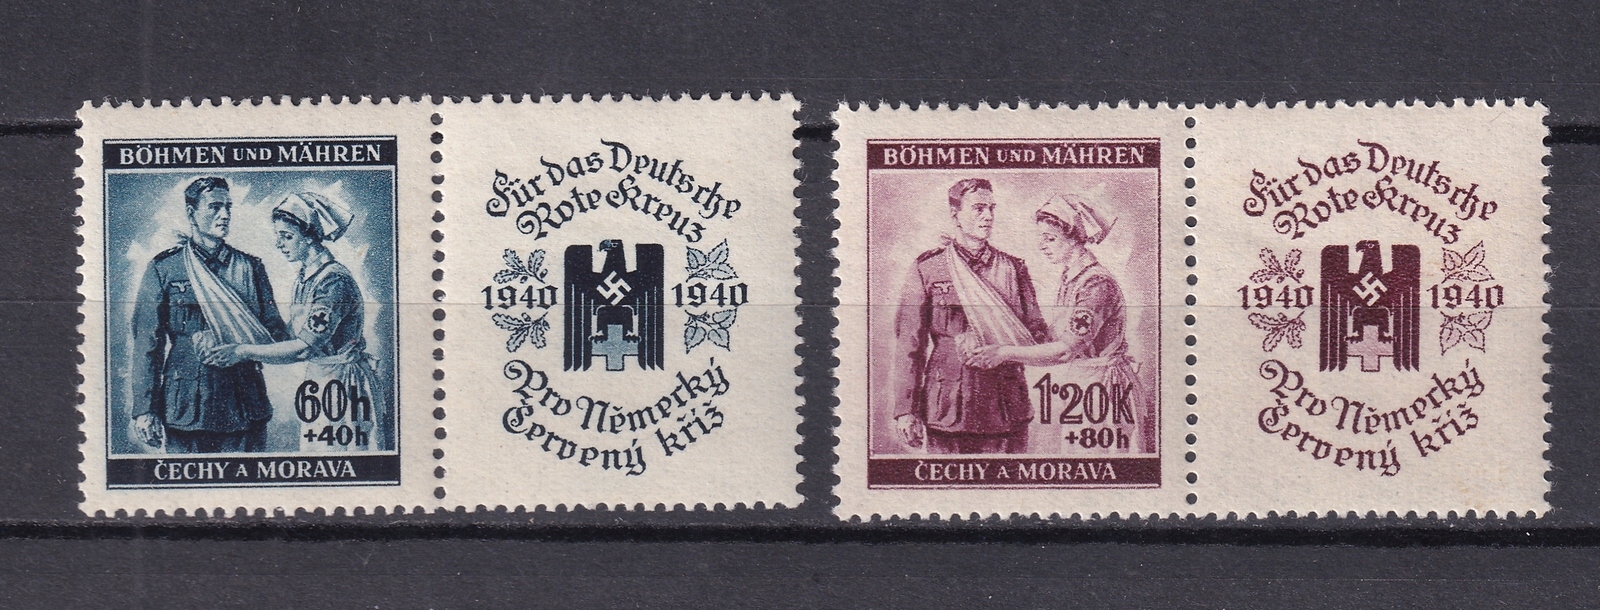 BÖHMEN UND MÄHREN
60h
+40h
ČECHY A MORAVA
Für das Deutsche
Rote Kreuz
1940 1940
Pro Německý
Červený kříž
BÖHMEN UND MÄHREN
1·20K
+80h
ČECHY A MORAVA
Für das Deutsche
Rote Kreuz
1940 1940
Pro Německý
Červený kříž